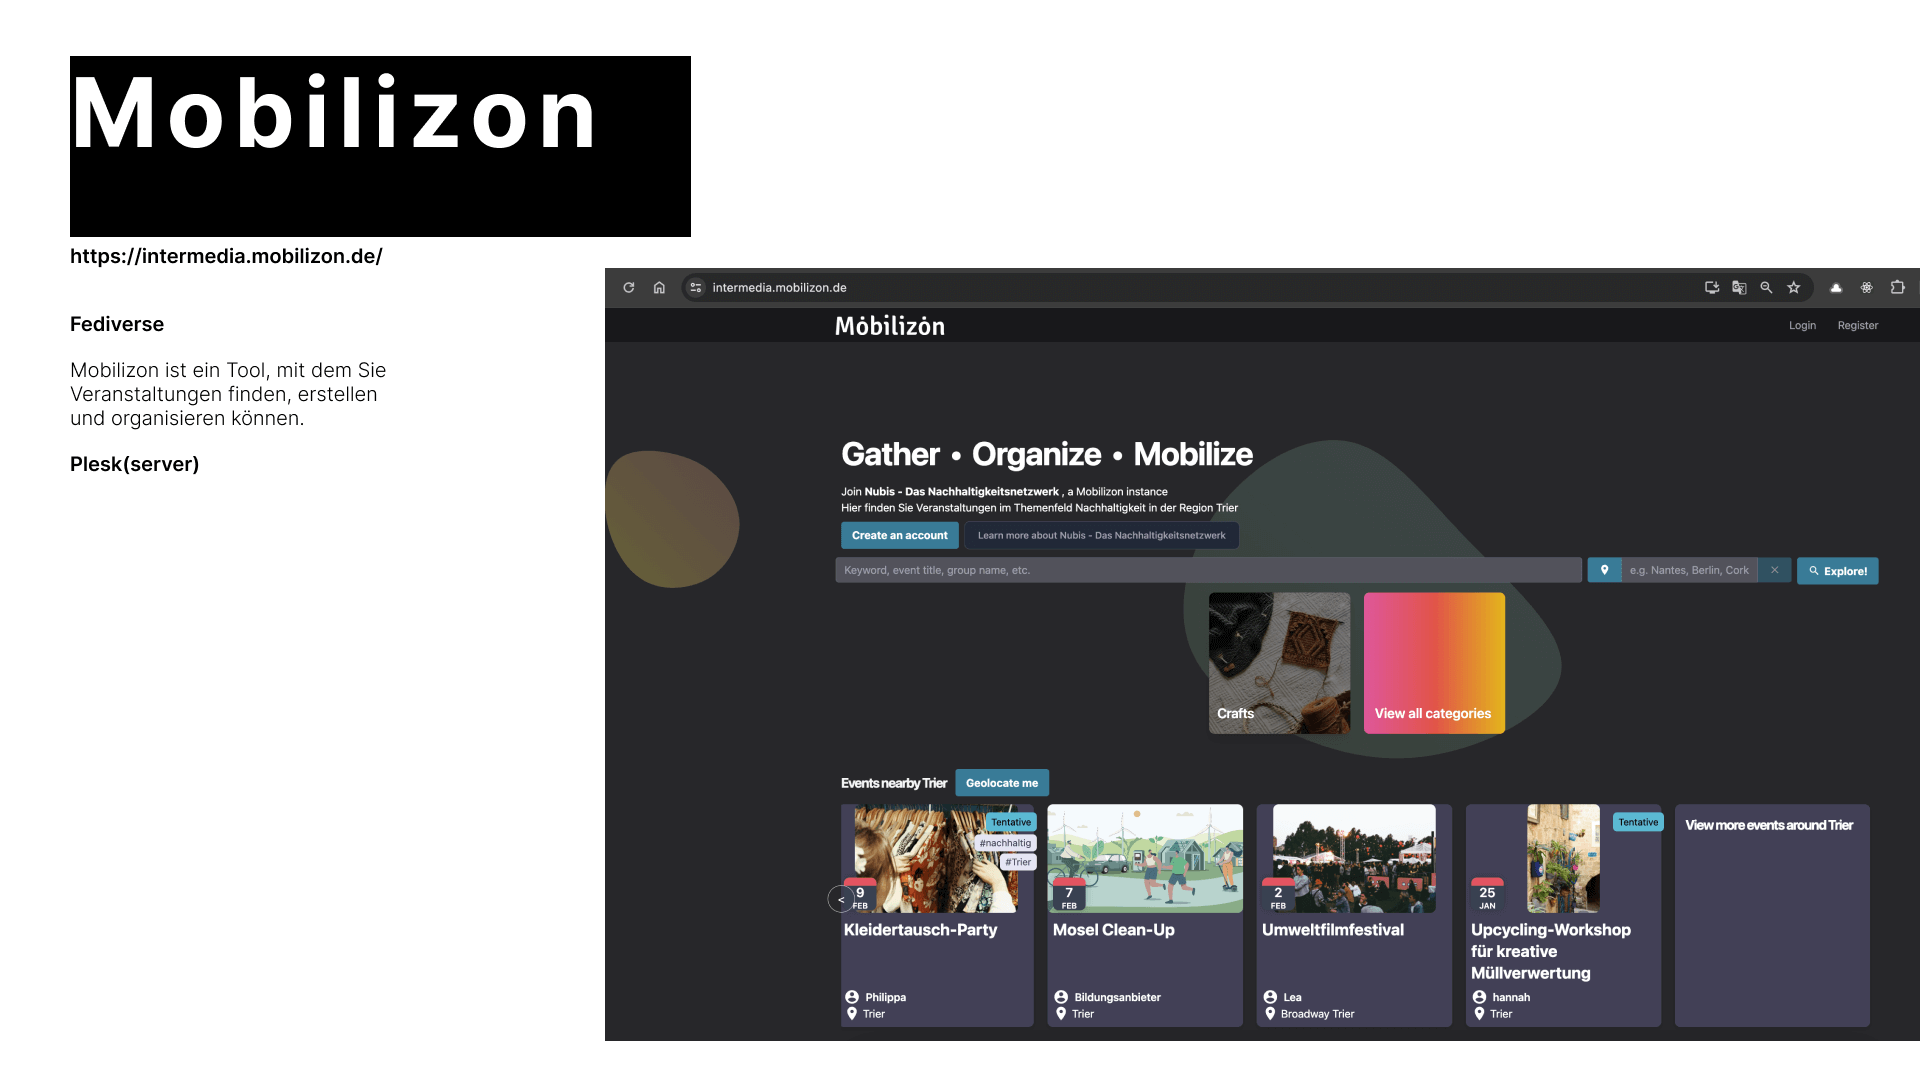 Mobilizon
https://intermedia.mobilizon.de/
Fediverse
Mobilizon ist ein Tool, mit dem Sie
Veranstaltungen finden, erstellen
und organisieren können.
Plesk(server)
intermedia.mobilizon.de
Mobilizon
Login
Register
Gather • Organize • Mobilize
Join Nubis - Das Nachhaltigkeitsnetzwerk , a Mobilizon instance
Hier finden Sie Veranstaltungen im Themenfeld Nachhaltigkeit in der Region Trier
Create an account
Learn more about Nubis - Das Nachhaltigkeitsnetzwerk
Keyword, event title, group name, etc.
e.g. Nantes, Berlin, Cork
Explore!
Crafts
View all categories
Events nearby Trier
Geolocate me
Tentative
#nachhaltig
#Trier
<
9
FEB
Kleidertausch-Party
Philippa
Trier
7
FEB
Mosel Clean-Up
Bildungsanbieter
Trier
2
FEB
Umweltfilmfestival
Lea
Broadway Trier
Tentative
25
JAN
Upcycling-Workshop
für kreative
Müllverwertung
hannah
Trier
View more events around Trier